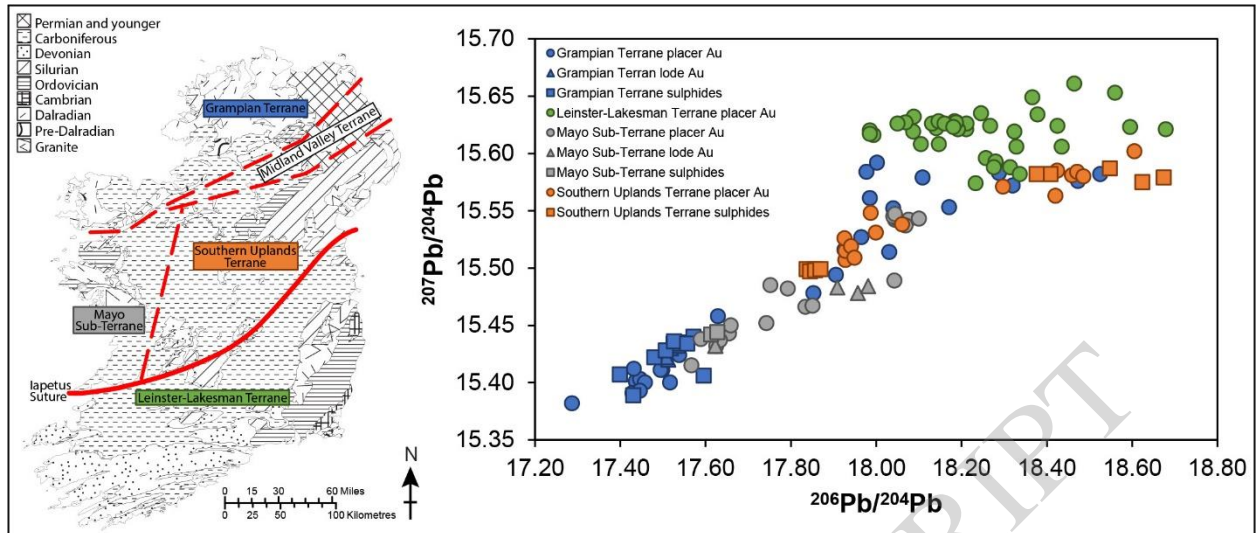 Permian and younger
Carboniferous
Devonian
Silurian
Ordovician
Cambrian
Dalradian
Pre-Dalradian
Granite
Grampian Terrane
Midland Valley Terrane
Southern Uplands
Terrane
Mayo
Sub-Terrane
Iapetus
Suture
Leinster-Lakesman Terrane
N
0 15 30 60 Miles
0 25 50 100 Kilometres
15.70
15.65
15.60
15.55
15.50
15.45
15.40
15.35
207Pb/204Pb
Grampian Terrane placer Au
Grampian Terran lode Au
Grampian Terrane sulphides
Leinster-Lakesman Terrane placer Au
Mayo Sub-Terrane placer Au
Mayo Sub-Terrane lode Au
Mayo Sub-Terrane sulphides
Southern Uplands Terrane placer Au
Southern Uplands Terrane sulphides
17.20 17.40 17.60 17.80 18.00 18.20 18.40 18.60 18.80
206Pb/204Pb
RIPT